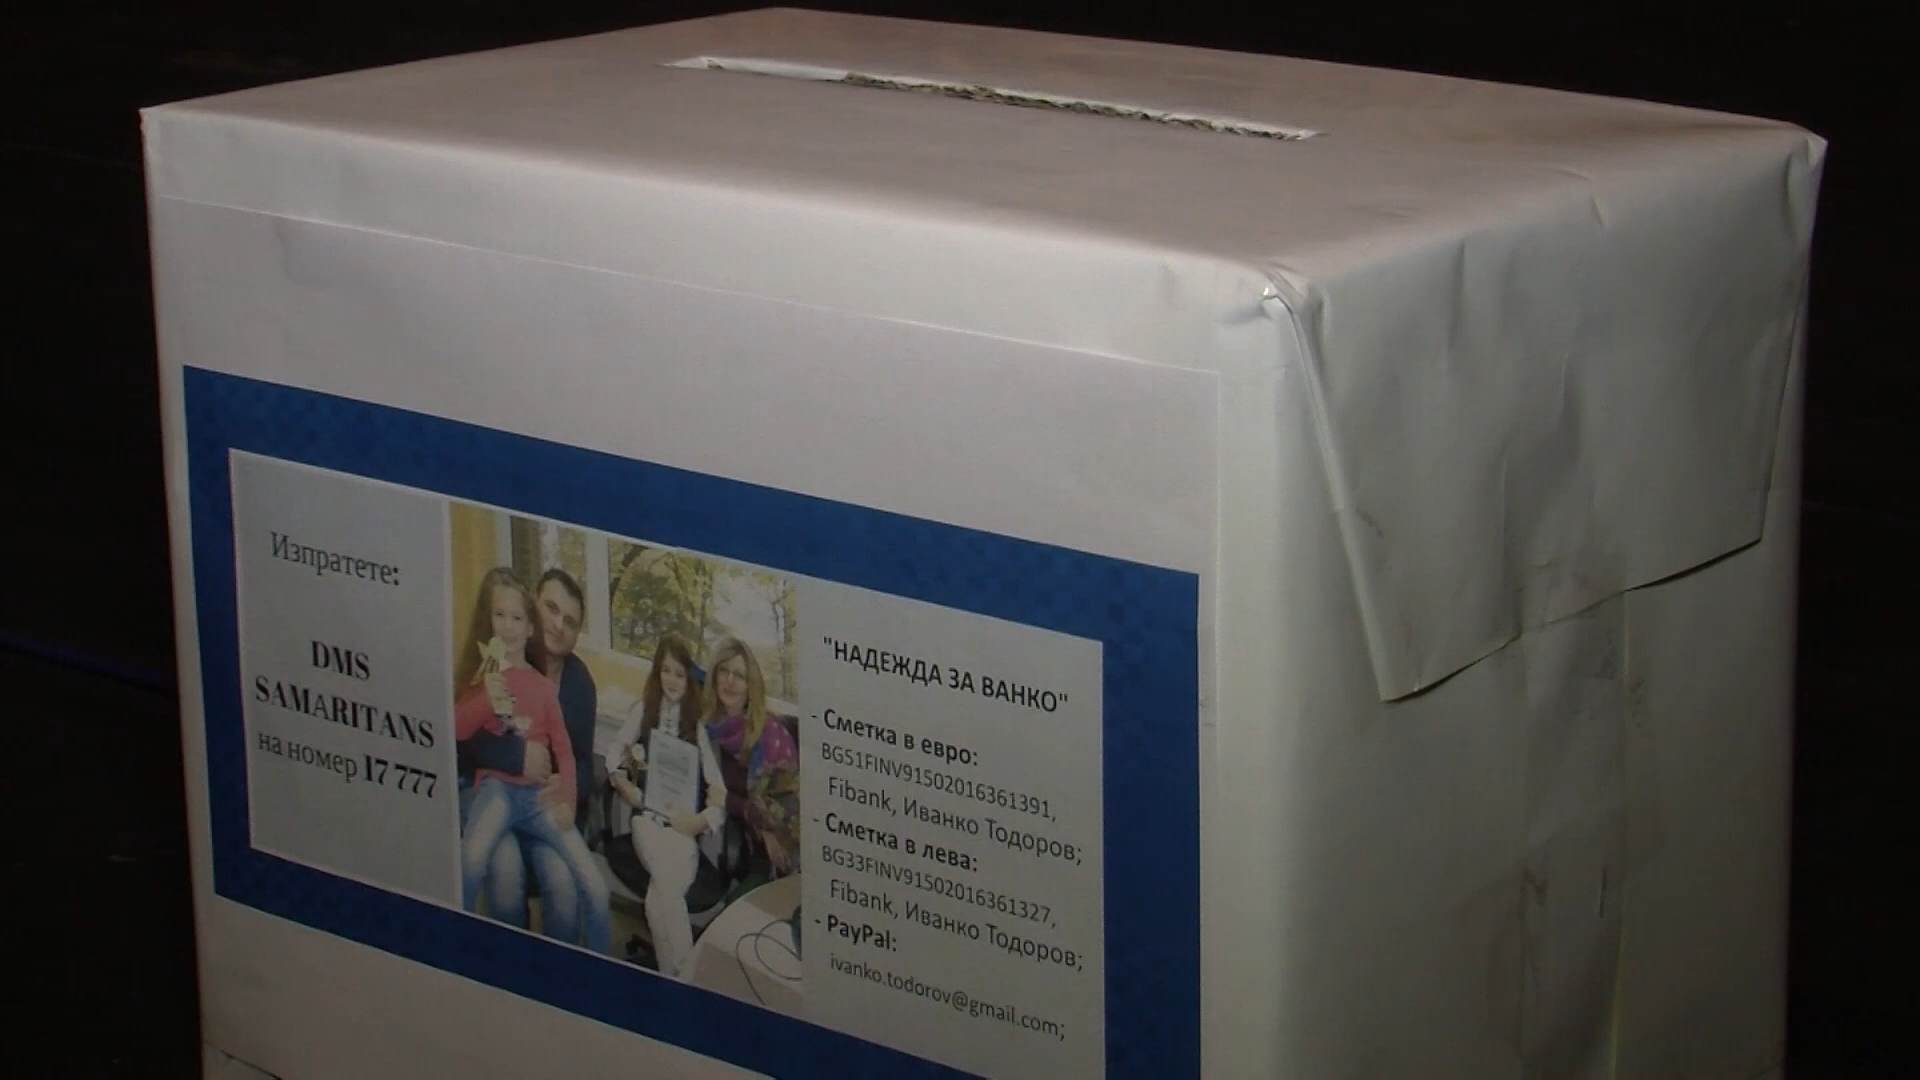 Изпратете:
DMS
SAMARITANS
на номер 17 777
"НАДЕЖДА ЗА ВАНКО"
- Сметка в евро:
BG51FINV91502016361391,
Fibank, Иванко Тодоров;
- Сметка в лева:
BG33FINV91502016361327,
Fibank, Иванко Тодоров;
- PayPal:
ivanko.todorov@gmail.com;